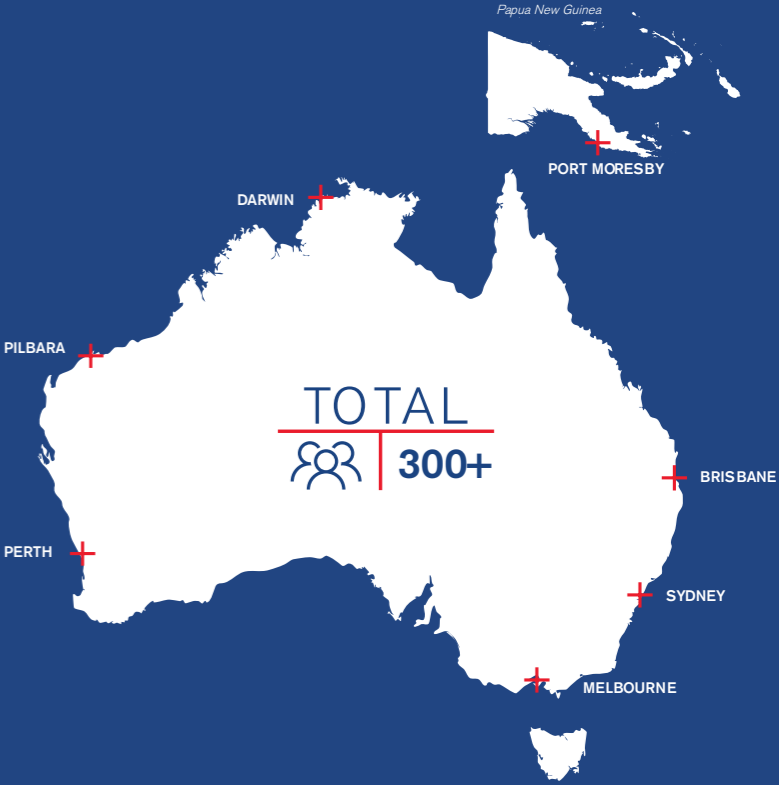 Papua New Guinea
PORT MORESBY
DARWIN
PILBARA
TOTAL
300+
BRISBANE
PERTH
SYDNEY
MELBOURNE